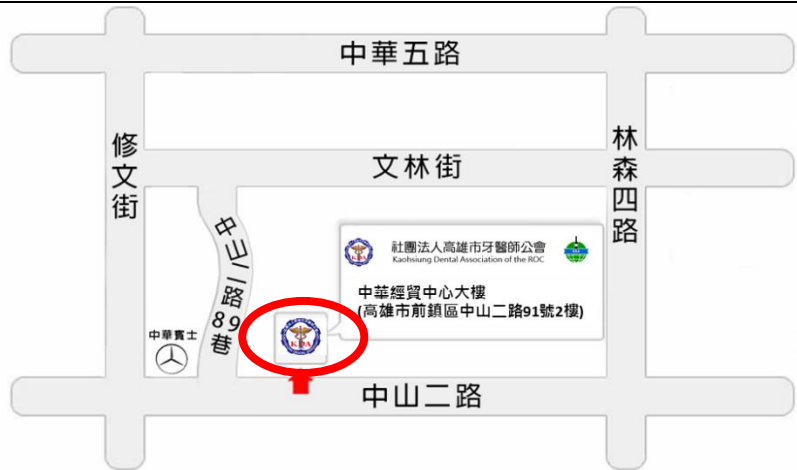 中華五路
修文街
文林街
林森四路
中山二路89巷
社團法人高雄市牙醫師公會
Kaohsiung Dental Association of the ROC
中華經貿中心大樓
(高雄市前鎮區中山二路91號2樓)
中華賓士
KDA
中山二路